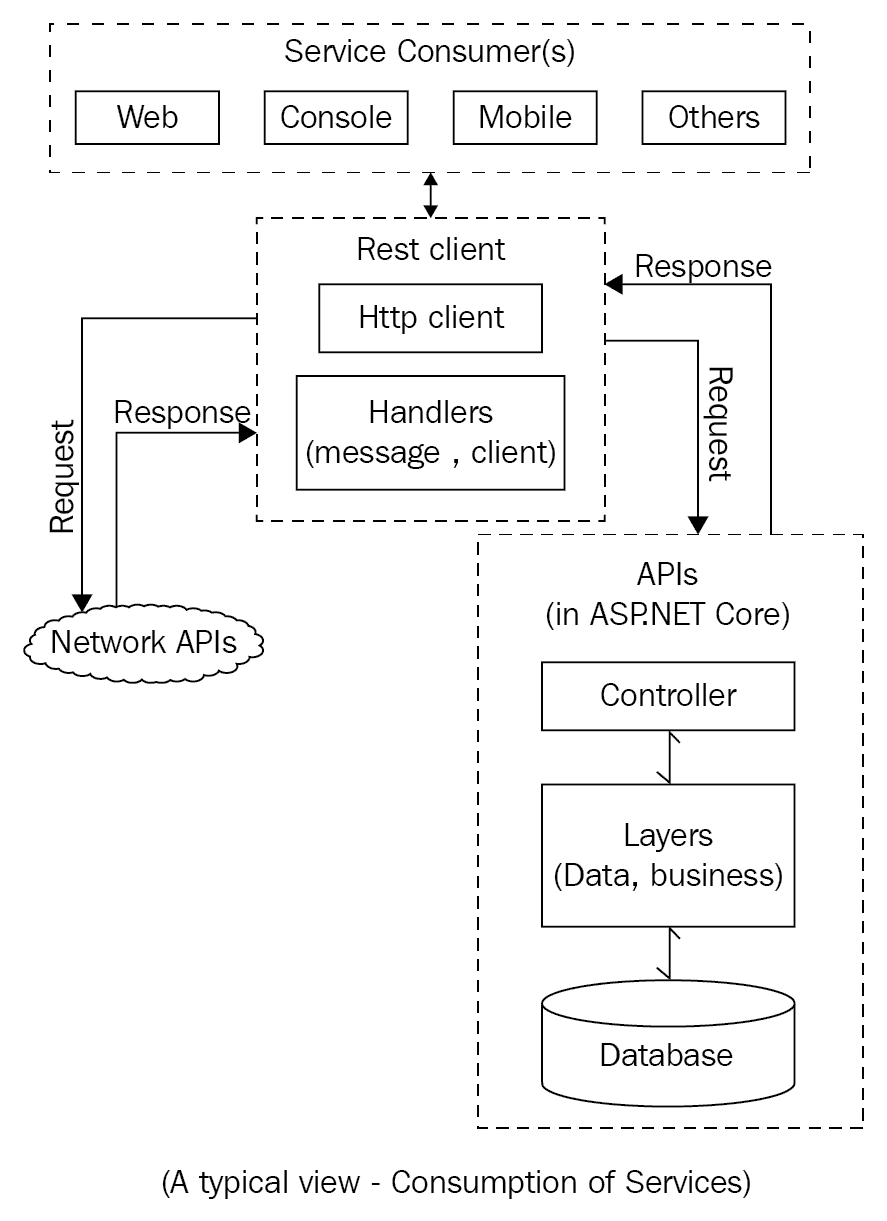 Service Consumer(s)
Web
Console
Mobile
Others
Rest client
Http client
Handlers
(message , client)
Response
Request
Response
Request
Network APIs
APIs
(in ASP.NET Core)
Controller
Layers
(Data, business)
Database
(A typical view - Consumption of Services)